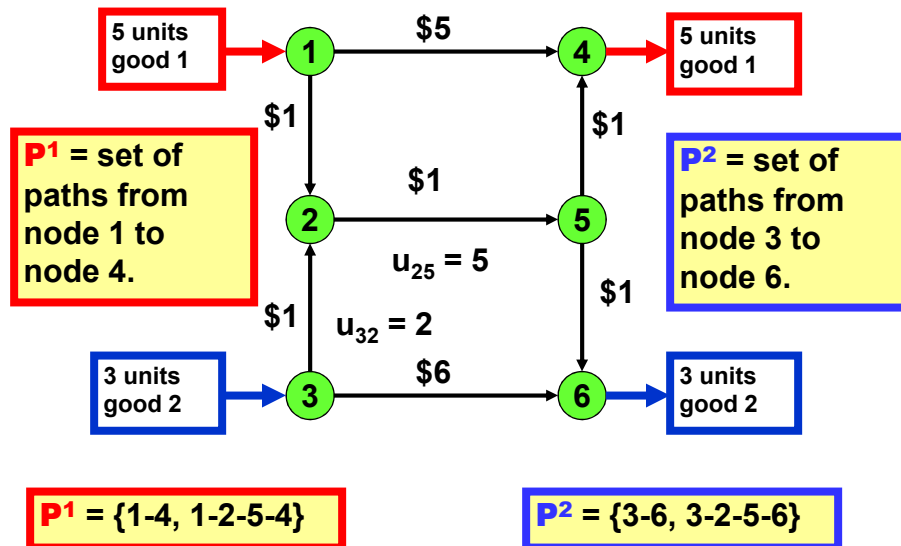 5 units
good 1
1
$5
4
5 units
good 1
$1
$1
P¹ = set of
paths from
node 1 to
node 4.
$1
2
5
P² = set of
paths from
node 3 to
node 6.
u₂₅ = 5
$1
$1
u₃₂ = 2
3 units
good 2
3
$6
6
3 units
good 2
P¹ = {1-4, 1-2-5-4}
P² = {3-6, 3-2-5-6}